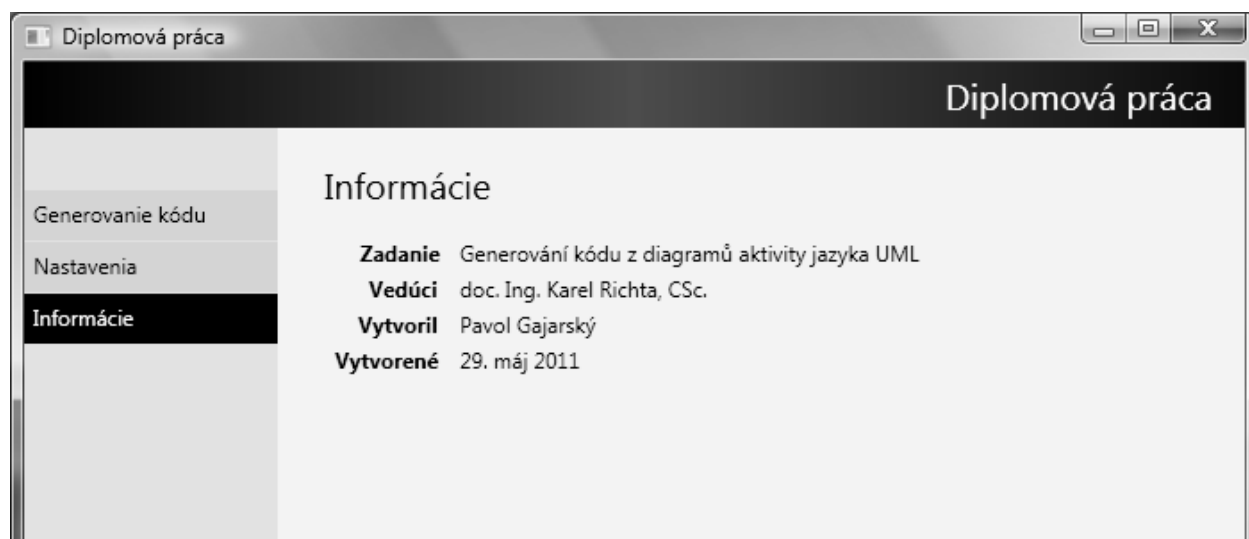 Diplomová práca
Diplomová práca
Generovanie kódu
Nastavenia
Informácie
Informácie
Zadanie Generování kódu z diagramů aktivity jazyka UML
Vedúci doc. Ing. Karel Richta, CSc.
Vytvoril Pavol Gajarský
Vytvorené 29. máj 2011